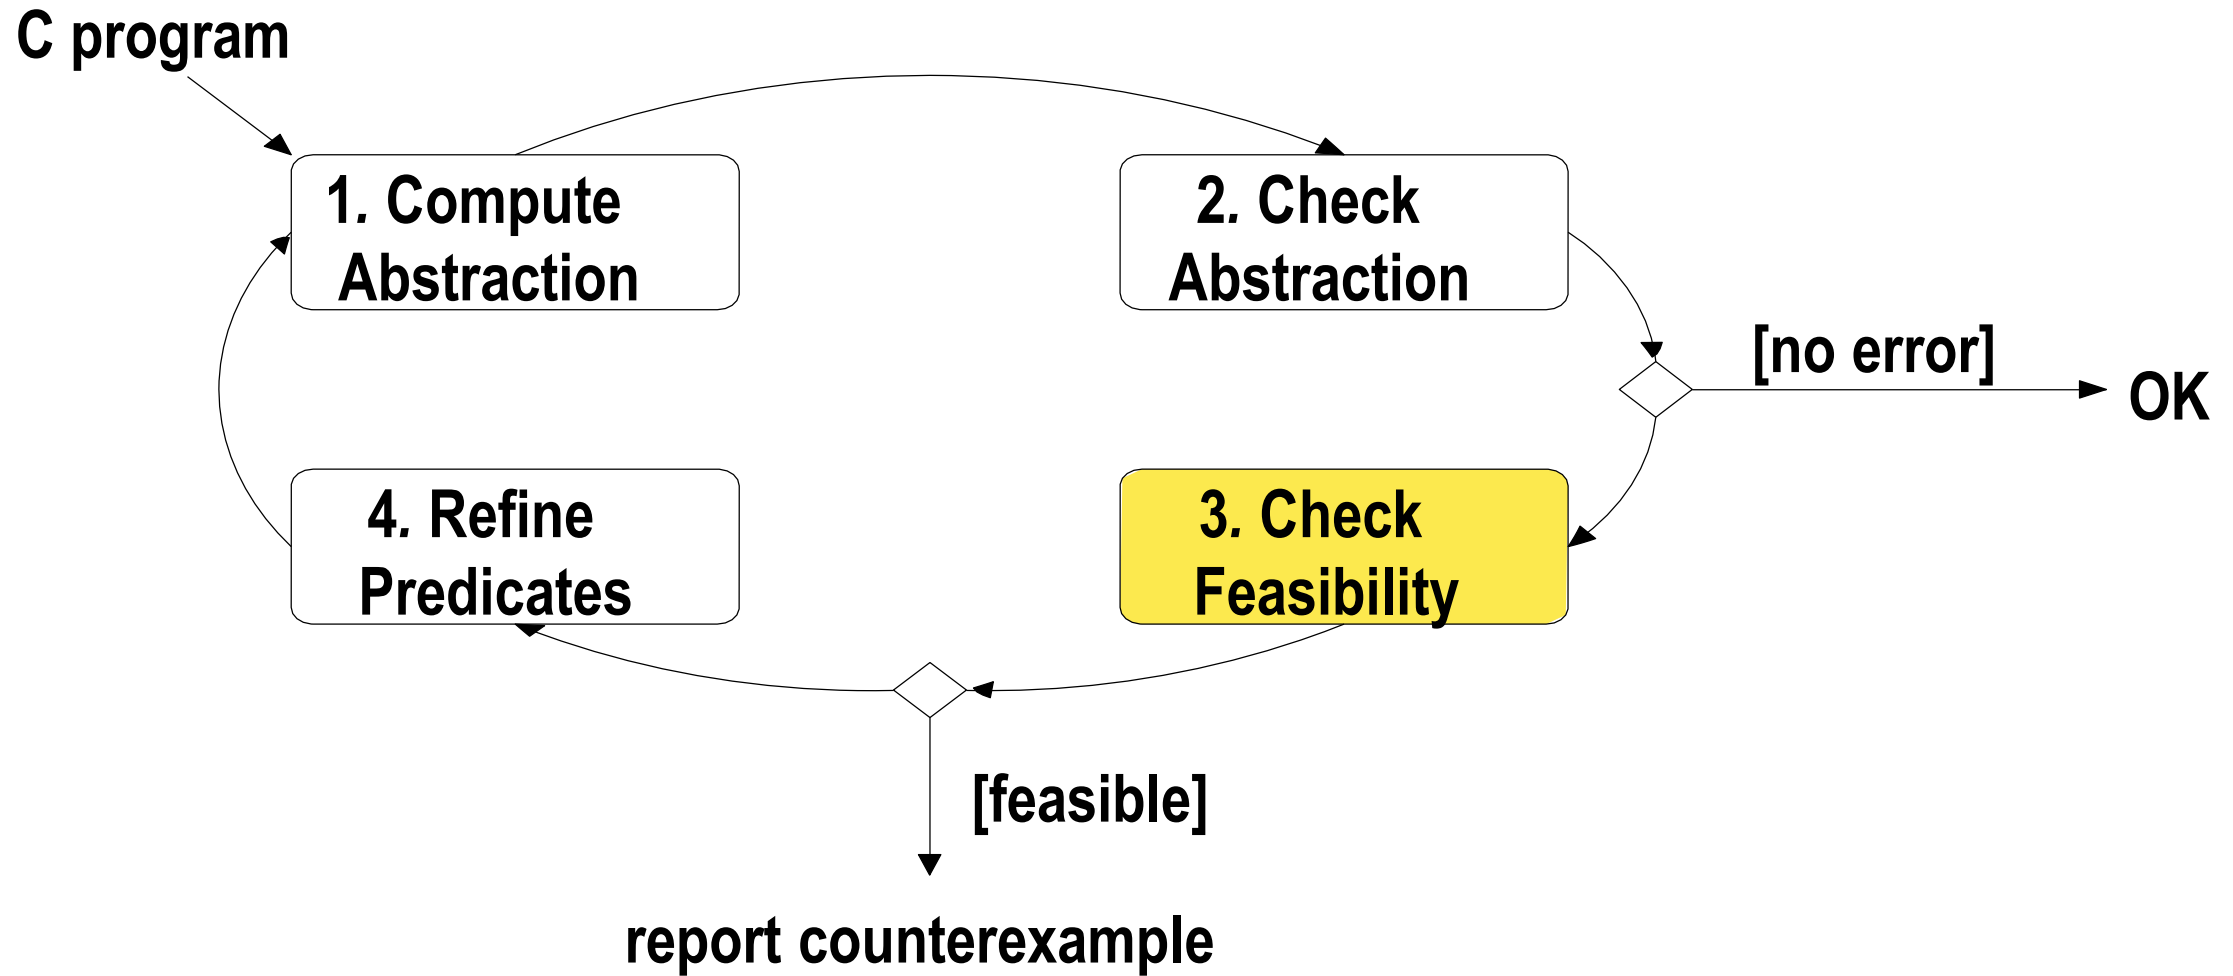 C program
1. Compute
Abstraction
2. Check
Abstraction
[no error]
OK
4. Refine
Predicates
3. Check
Feasibility
[feasible]
report counterexample